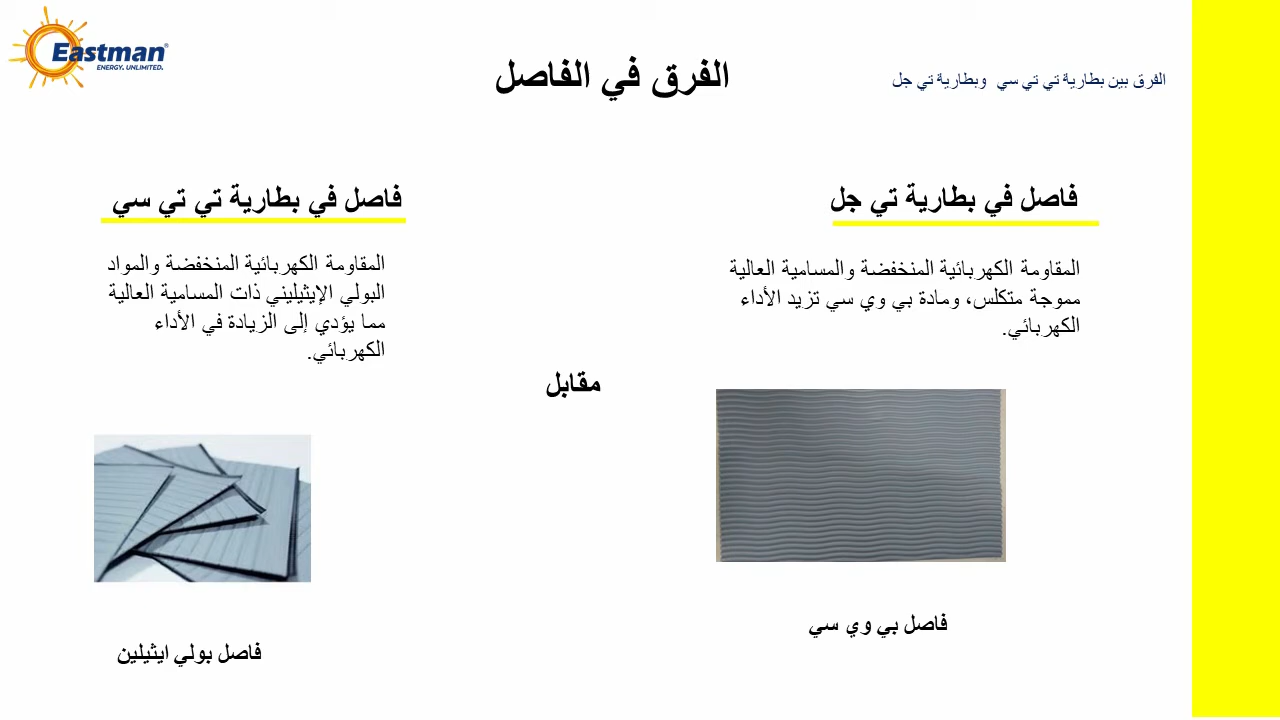 Eastman®
ENERGY. UNLIMITED.
الفرق بين بطارية تي تي سي وبطارية تي جل
الفرق في الفاصل
فاصل في بطارية تي جل
المقاومة الكهربائية المنخفضة والمسامية العالية
مموجة متكلس، ومادة بي وي سي تزيد الأداء
الكهربائي.
فاصل بي وي سي
مقابل
فاصل في بطارية تي تي سي
المقاومة الكهربائية المنخفضة والمواد
البولي الإيثيليني ذات المسامية العالية
مما يؤدي إلى الزيادة في الأداء
الكهربائي.
فاصل بولي ايثيلين